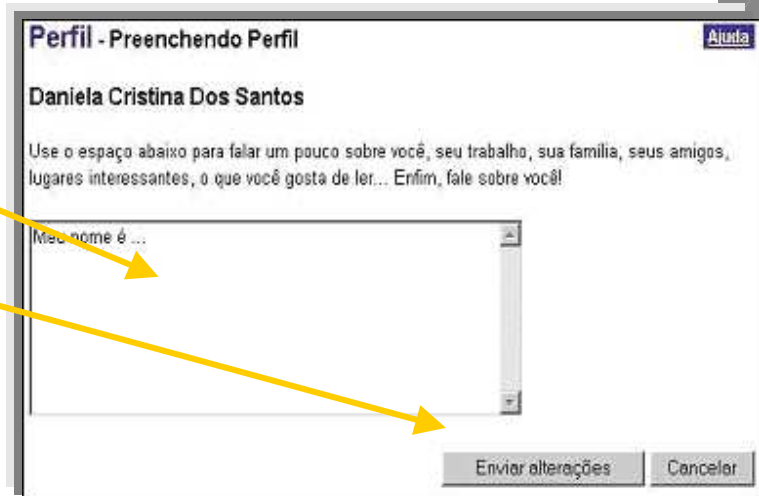 Perfil - Preenchendo Perfil
Ajuda
Daniela Cristina Dos Santos
Use o espaço abaixo para falar um pouco sobre você, seu trabalho, sua família, seus amigos,
lugares interessantes, o que você gosta de ler... Enfim, fale sobre você!
Meu nome é ...
Enviar alterações
Cancelar